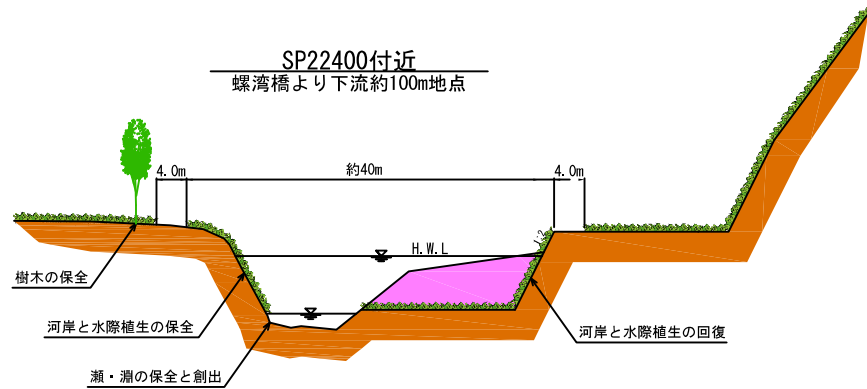 SP22400付近
螺湾橋より下流約100m地点
4.0m
約40m
4.0m
H.W.L
1:2
樹木の保全
河岸と水際植生の保全
河岸と水際植生の回復
瀬・淵の保全と創出